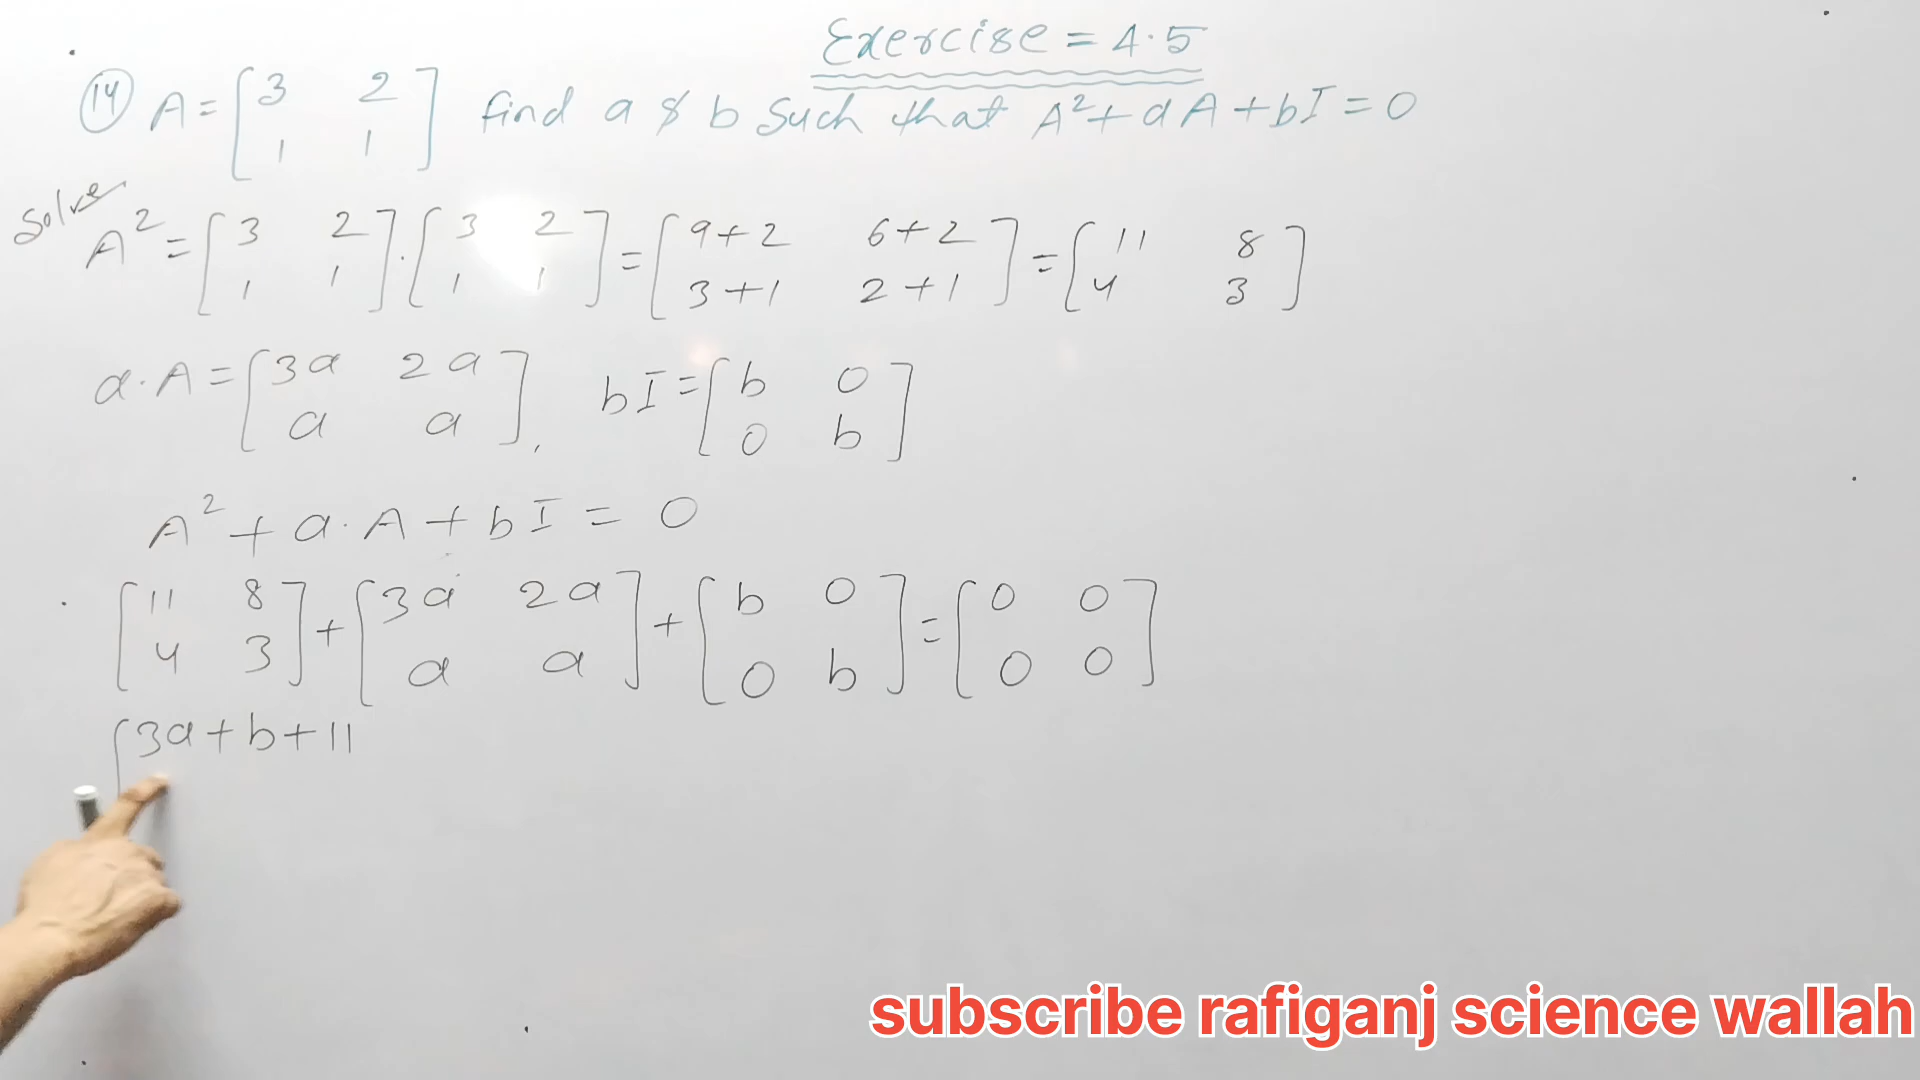 Exercise = 4.5
(14) A = [3 2 find a & b Such that A²+aA+bI=0
1 1]
Solve
A² = [3 2 . [3 2 = [9+2 6+2 = [11 8
1 1] 1 1] 3+1 2+1] 4 3]
a.A = [3a 2a , bI = [b 0
a a] 0 b]
A² + a.A + bI = 0
[11 8 + [3a 2a + [b 0 = [0 0
4 3] a a] 0 b] 0 0]
[3a+b+11
subscribe rafiganj science wallah